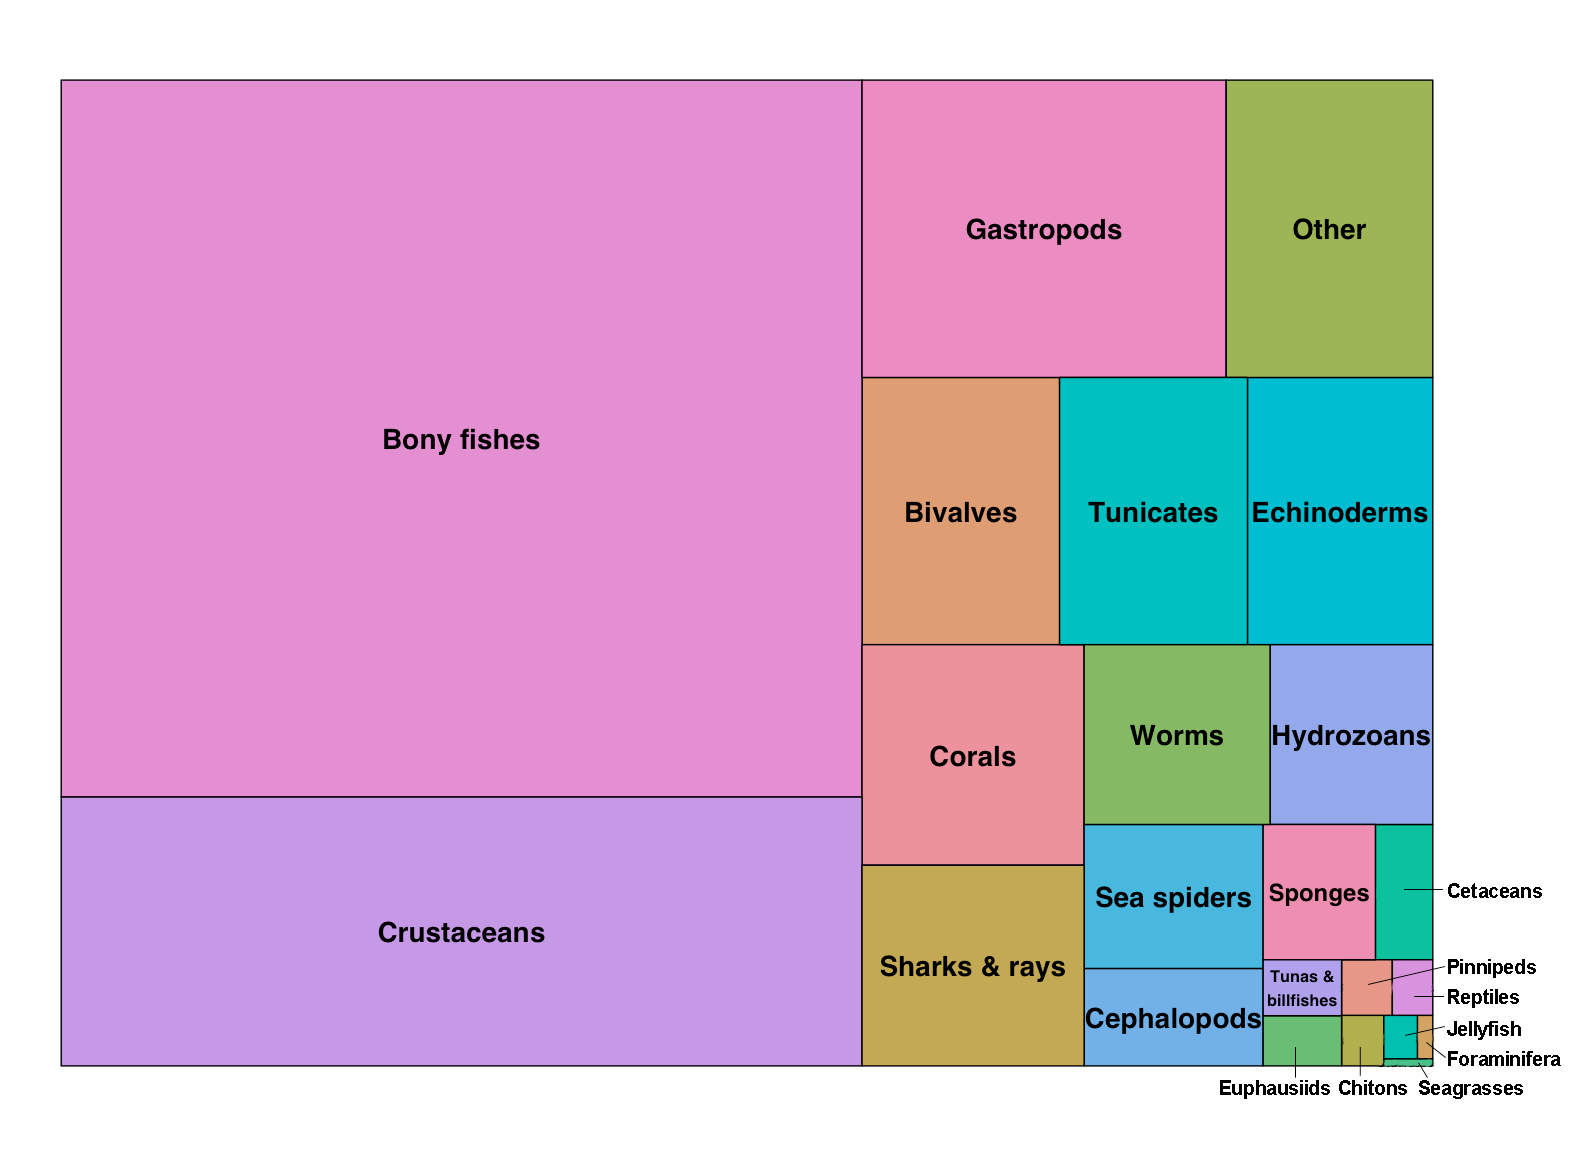 Gastropods
Other
Bony fishes
Bivalves
Tunicates
Echinoderms
Corals
Worms
Hydrozoans
Sea spiders
Sponges
Cetaceans
Crustaceans
Sharks & rays
Tunas &
billfishes
Pinnipeds
Reptiles
Cephalopods
Jellyfish
Foraminifera
Euphausiids
Chitons
Seagrasses